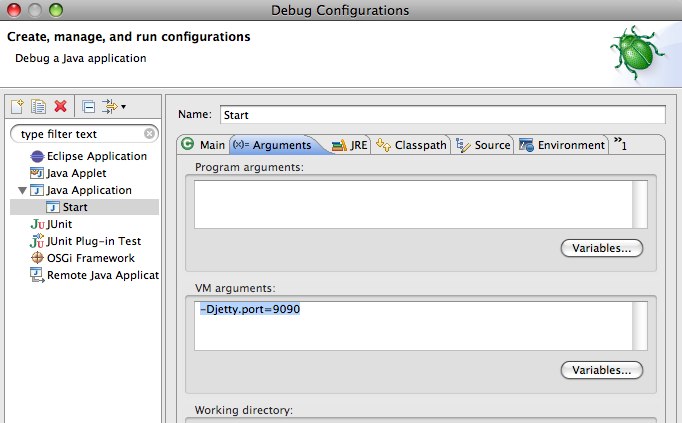 Debug Configurations
Create, manage, and run configurations
Debug a Java application
type filter text
Eclipse Application
Java Applet
Java Application
Start
JUnit
JUnit Plug-in Test
OSGi Framework
Remote Java Applicat
Name: Start
Main (x)= Arguments JRE Classpath Source Environment »1
Program arguments:
Variables...
VM arguments:
-Djetty.port=9090
Variables...
Working directory: